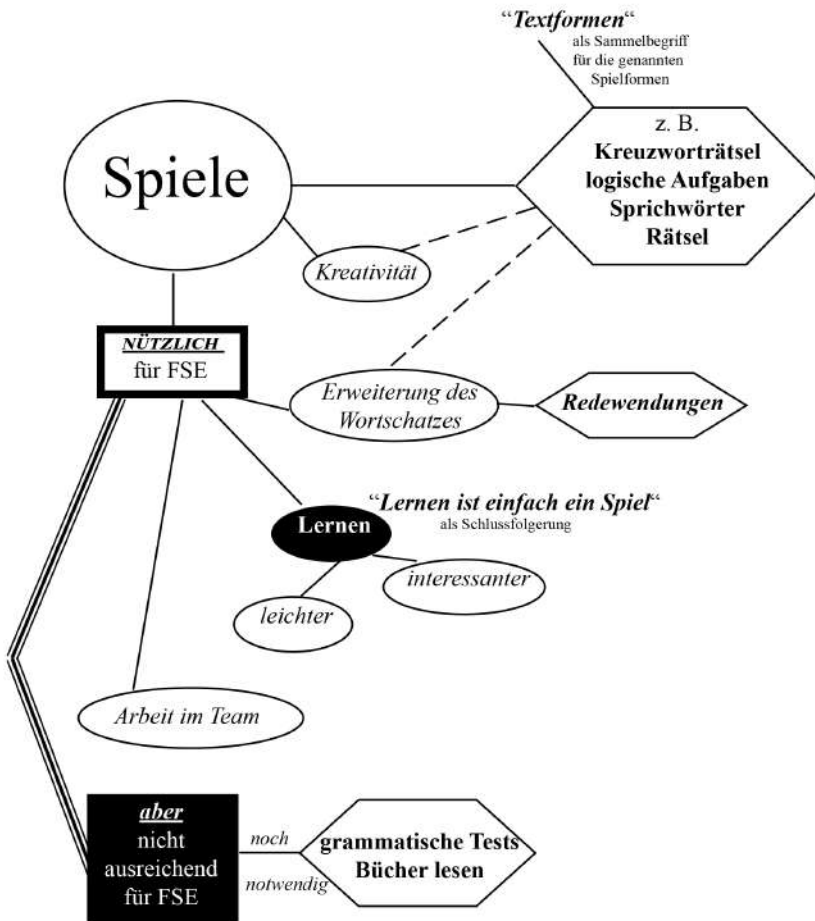 “Textformen”
als Sammelbegriff
für die genannten
Spielformen
Spiele
z. B.
Kreuzworträtsel
logische Aufgaben
Sprichwörter
Rätsel
Kreativität
NÜTZLICH
für FSE
Erweiterung des
Wortschatzes
Redewendungen
“Lernen ist einfach ein Spiel“
als Schlussfolgerung
Lernen
interessanter
leichter
Arbeit im Team
aber
nicht
ausreichend
für FSE
noch
notwendig
grammatische Tests
Bücher lesen